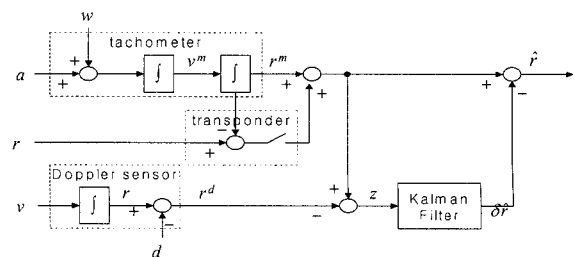 w
tachometer
+
a
+
∫
v^m
∫
r^m
+
+
+
r̂
−
transponder
−
r
+
Doppler sensor
v
∫
r
+
−
d
r^d
+
−
z
Kalman
Filter
δr̂